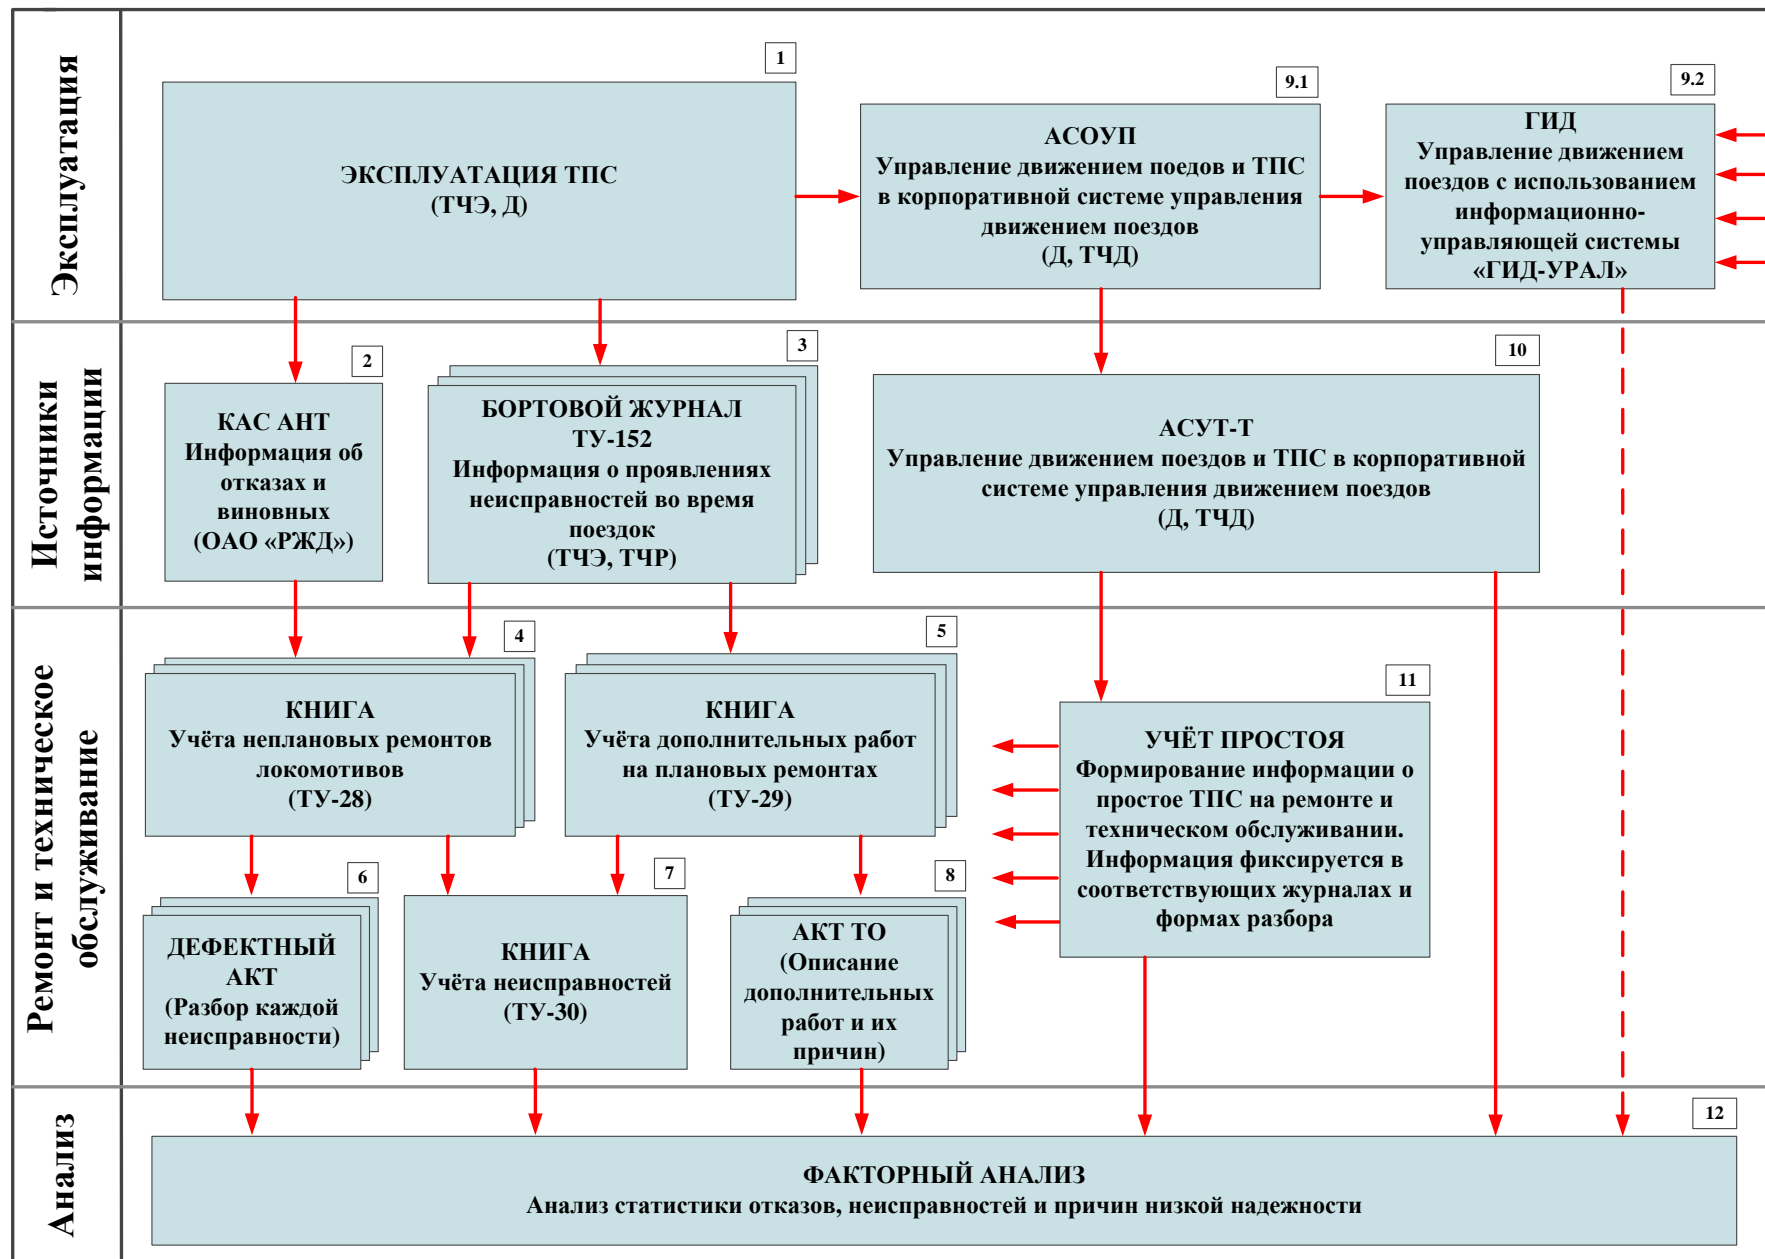 Эксплуатация
1
ЭКСПЛУАТАЦИЯ ТПС
(ТЧЭ, Д)
9.1
АСОУП
Управление движением поедов и ТПС
в корпоративной системе управления
движением поездов
(Д, ТЧД)
9.2
ГИД
Управление движением
поездов с использованием
информационно-
управляющей системы
«ГИД-УРАЛ»
Источники
информации
2
КАС АНТ
Информация об
отказах и
виновных
(ОАО «РЖД»)
3
БОРТОВОЙ ЖУРНАЛ
ТУ-152
Информация о проявлениях
неисправностей во время
поездок
(ТЧЭ, ТЧР)
10
АСУТ-Т
Управление движением поездов и ТПС в корпоративной
системе управления движением поездов
(Д, ТЧД)
Ремонт и техническое
обслуживание
4
КНИГА
Учёта неплановых ремонтов
локомотивов
(ТУ-28)
5
КНИГА
Учёта дополнительных работ
на плановых ремонтах
(ТУ-29)
11
УЧЁТ ПРОСТОЯ
Формирование информации о
простое ТПС на ремонте и
техническом обслуживании.
Информация фиксируется в
соответствующих журналах и
формах разбора
6
ДЕФЕКТНЫЙ
АКТ
(Разбор каждой
неисправности)
7
КНИГА
Учёта неисправностей
(ТУ-30)
8
АКТ ТО
(Описание
дополнительных
работ и их
причин)
Анализ
12
ФАКТОРНЫЙ АНАЛИЗ
Анализ статистики отказов, неисправностей и причин низкой надежности